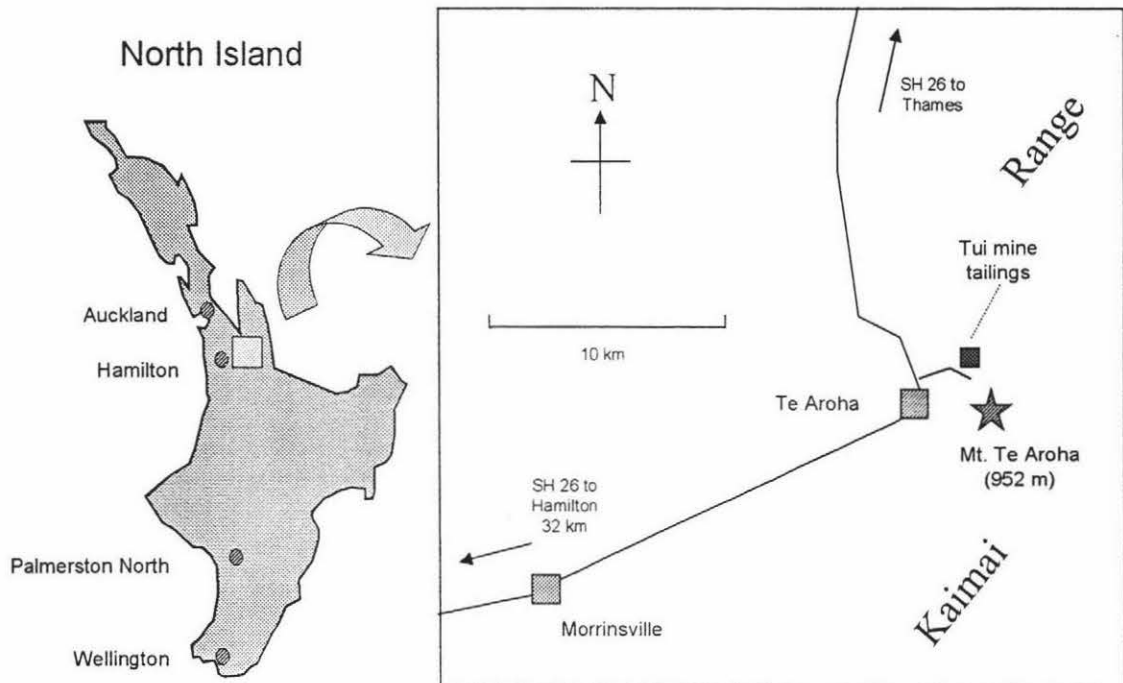 North Island
Auckland
Hamilton
Palmerston North
Wellington
N
SH 26 to
Thames
Kaimai Range
Tui mine
tailings
10 km
Te Aroha
Mt. Te Aroha
(952 m)
SH 26 to
Hamilton
32 km
Morrinsville